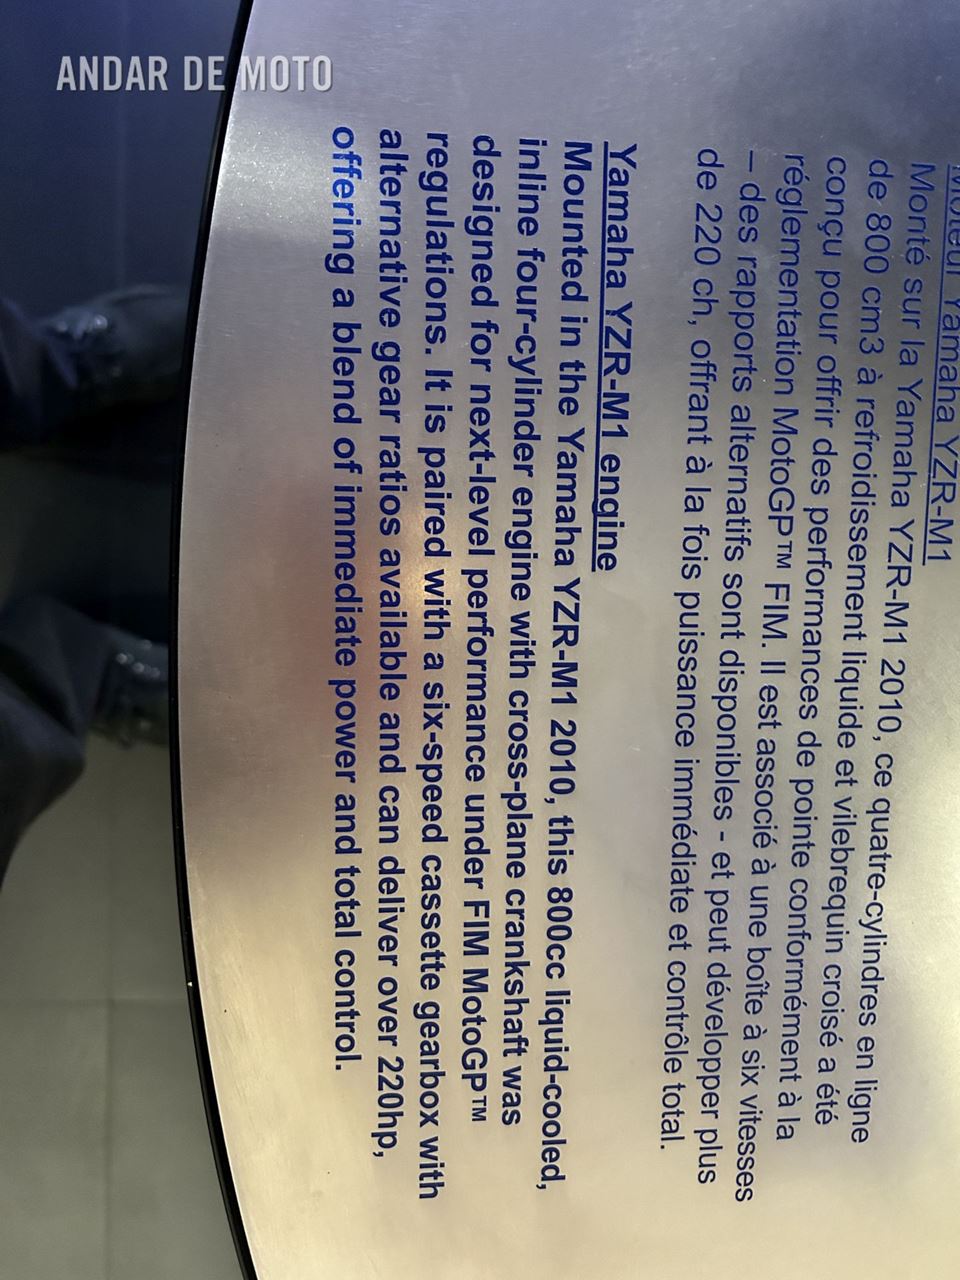 ANDAR DE MOTO
Moteur Yamaha YZR-M1
Monté sur la Yamaha YZR-M1 2010, ce quatre-cylindres en ligne
de 800 cm3 à refroidissement liquide et vilebrequin croisé a été
conçu pour offrir des performances de pointe conformément à la
réglementation MotoGP™ FIM. Il est associé à une boîte à six vitesses
– des rapports alternatifs sont disponibles - et peut développer plus
de 220 ch, offrant à la fois puissance immédiate et contrôle total.
Yamaha YZR-M1 engine
Mounted in the Yamaha YZR-M1 2010, this 800cc liquid-cooled,
inline four-cylinder engine with cross-plane crankshaft was
designed for next-level performance under FIM MotoGP™
regulations. It is paired with a six-speed cassette gearbox with
alternative gear ratios available and can deliver over 220hp,
offering a blend of immediate power and total control.